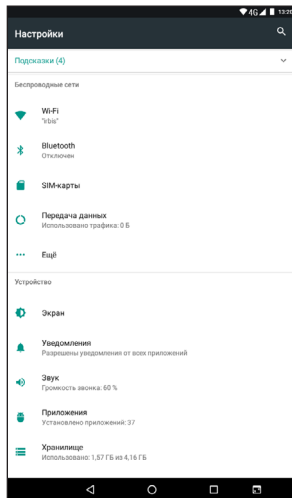 4G 13:20
Настройки
Подсказки (4)
Беспроводные сети
Wi-Fi
"irbis"
Bluetooth
Отключен
SIM-карты
Передача данных
Использовано трафика: 0 Б
Ещё
Устройство
Экран
Уведомления
Разрешены уведомления от всех приложений
Звук
Громкость звонка: 60 %
Приложения
Установлено приложений: 37
Хранилище
Использовано: 1,57 ГБ из 4,16 ГБ